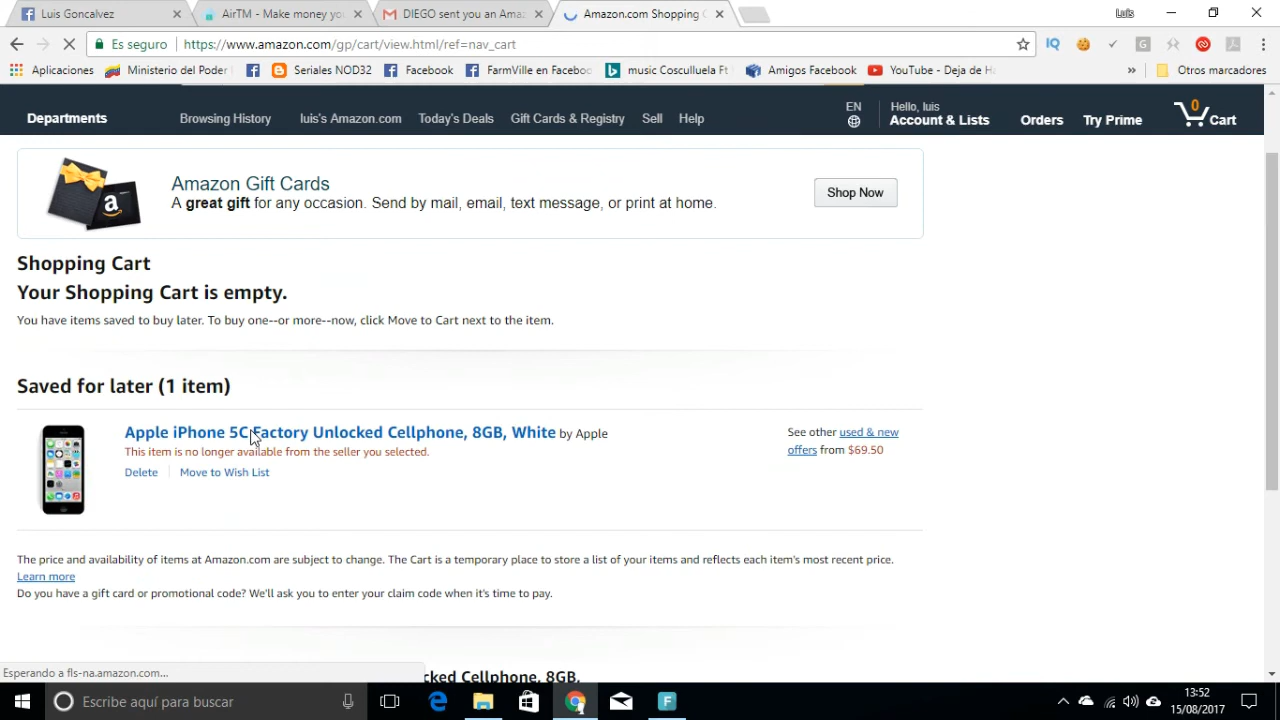 Luis Goncalvez
AirTM - Make money yo
DIEGO sent you an Ama
Amazon.com Shopping
Luis
Es seguro https://www.amazon.com/gp/cart/view.html/ref=nav_cart
Aplicaciones Ministerio del Poder Seriales NOD32 Facebook FarmVille en Faceboo music Cosculluela Ft Amigos Facebook YouTube - Deja de H » Otros marcadores
Departments Browsing History luis's Amazon.com Today's Deals Gift Cards & Registry Sell Help EN Hello, luis
Account & Lists Orders Try Prime 0 Cart
Amazon Gift Cards
A great gift for any occasion. Send by mail, email, text message, or print at home.
Shop Now
Shopping Cart
Your Shopping Cart is empty.
You have items saved to buy later. To buy one--or more--now, click Move to Cart next to the item.
Saved for later (1 item)
Apple iPhone 5C Factory Unlocked Cellphone, 8GB, White by Apple
This item is no longer available from the seller you selected.
Delete Move to Wish List
See other used & new
offers from $69.50
The price and availability of items at Amazon.com are subject to change. The Cart is a temporary place to store a list of your items and reflects each item's most recent price.
Learn more
Do you have a gift card or promotional code? We'll ask you to enter your claim code when it's time to pay.
Esperando a fls-na.amazon.com...
cked Cellphone, 8GB,
Escribe aquí para buscar
13:52
15/08/2017